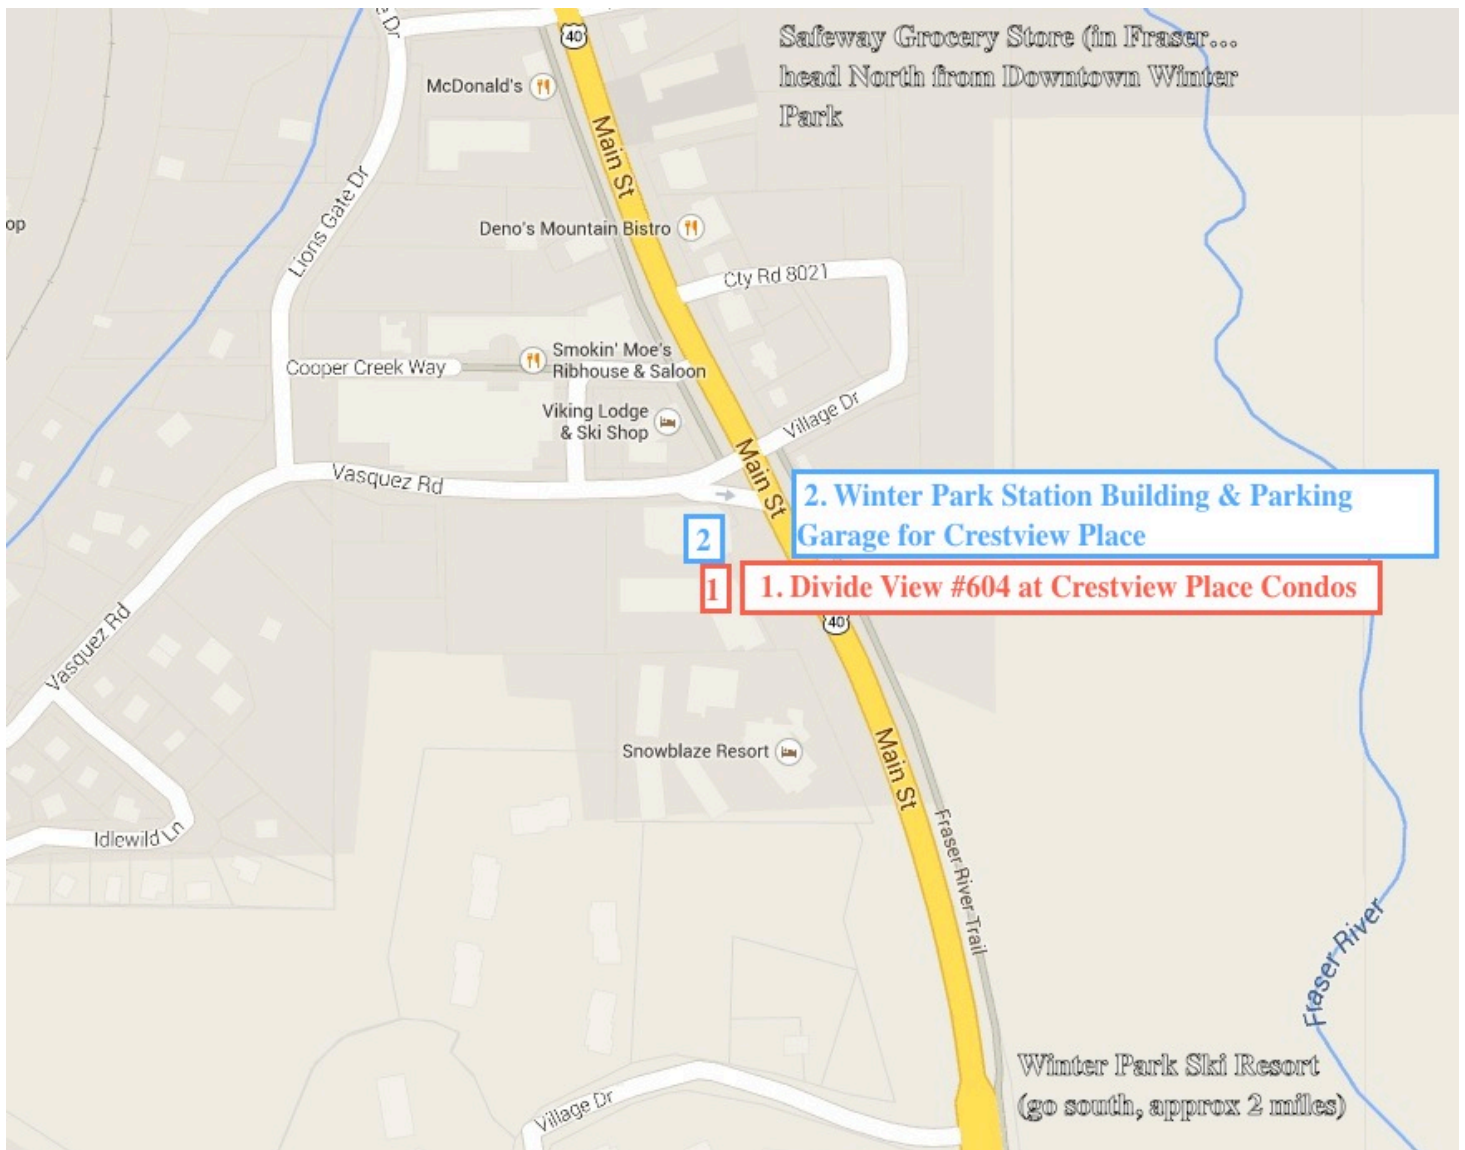 e Dr
40
Safeway Grocery Store (in Fraser...
head North from Downtown Winter
Park
McDonald's
Main St
Lions Gate Dr
op
Deno's Mountain Bistro
Cty Rd 8021
Smokin' Moe's
Ribhouse & Saloon
Cooper Creek Way
Viking Lodge
& Ski Shop
Village Dr
Vasquez Rd
Main St
2. Winter Park Station Building & Parking
Garage for Crestview Place
2
1
1. Divide View #604 at Crestview Place Condos
40
Vasquez Rd
Snowblaze Resort
Main St
Idlewild Ln
Fraser River Trail
Fraser River
Winter Park Ski Resort
(go south, approx 2 miles)
Village Dr